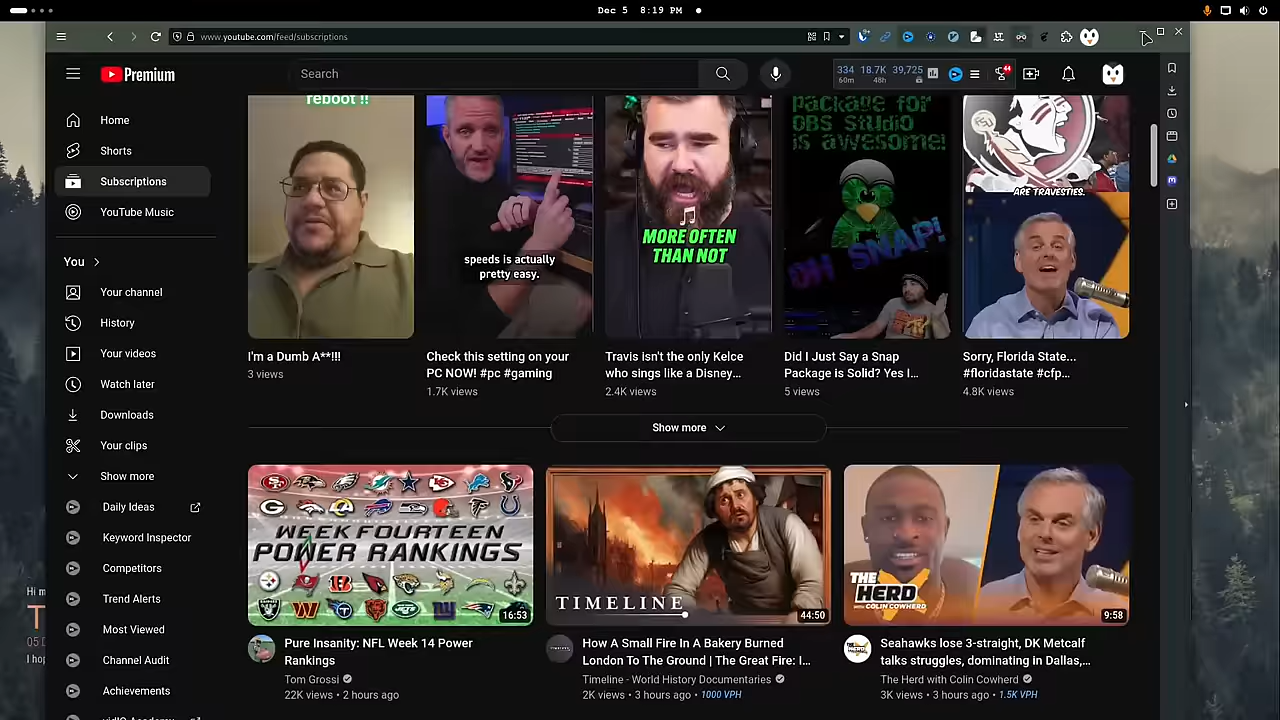 Dec 5 8:19 PM
www.youtube.com/feed/subscriptions
Premium
Search
334 18.7K 39,725
60m 48h
44
Home
Shorts
Subscriptions
YouTube Music
You
Your channel
History
Your videos
Watch later
Downloads
Your clips
Show more
Daily Ideas
Keyword Inspector
Competitors
Trend Alerts
Most Viewed
Channel Audit
Achievements
reboot !!
speeds is actually
pretty easy.
MORE OFTEN
THAN NOT
package for
OBS Studio
is awesome!
OH SNAP!
ARE TRAVESTIES.
I'm a Dumb A**!!!
3 views
Check this setting on your
PC NOW! #pc #gaming
1.7K views
Travis isn't the only Kelce
who sings like a Disney…
2.4K views
Did I Just Say a Snap
Package is Solid? Yes I…
5 views
Sorry, Florida State...
#floridastate #cfp…
4.8K views
Show more
WEEK FOURTEEN
POWER RANKINGS
16:53
TIMELINE
44:50
THE
HERD
WITH COLIN COWHERD
9:58
Pure Insanity: NFL Week 14 Power
Rankings
Tom Grossi
22K views • 2 hours ago
How A Small Fire In A Bakery Burned
London To The Ground | The Great Fire: I…
Timeline - World History Documentaries
2K views • 3 hours ago • 1000 VPH
Seahawks lose 3-straight, DK Metcalf
talks struggles, dominating in Dallas,…
The Herd with Colin Cowherd
3K views • 3 hours ago • 1.5K VPH
Hi m
T
05 D
I hop